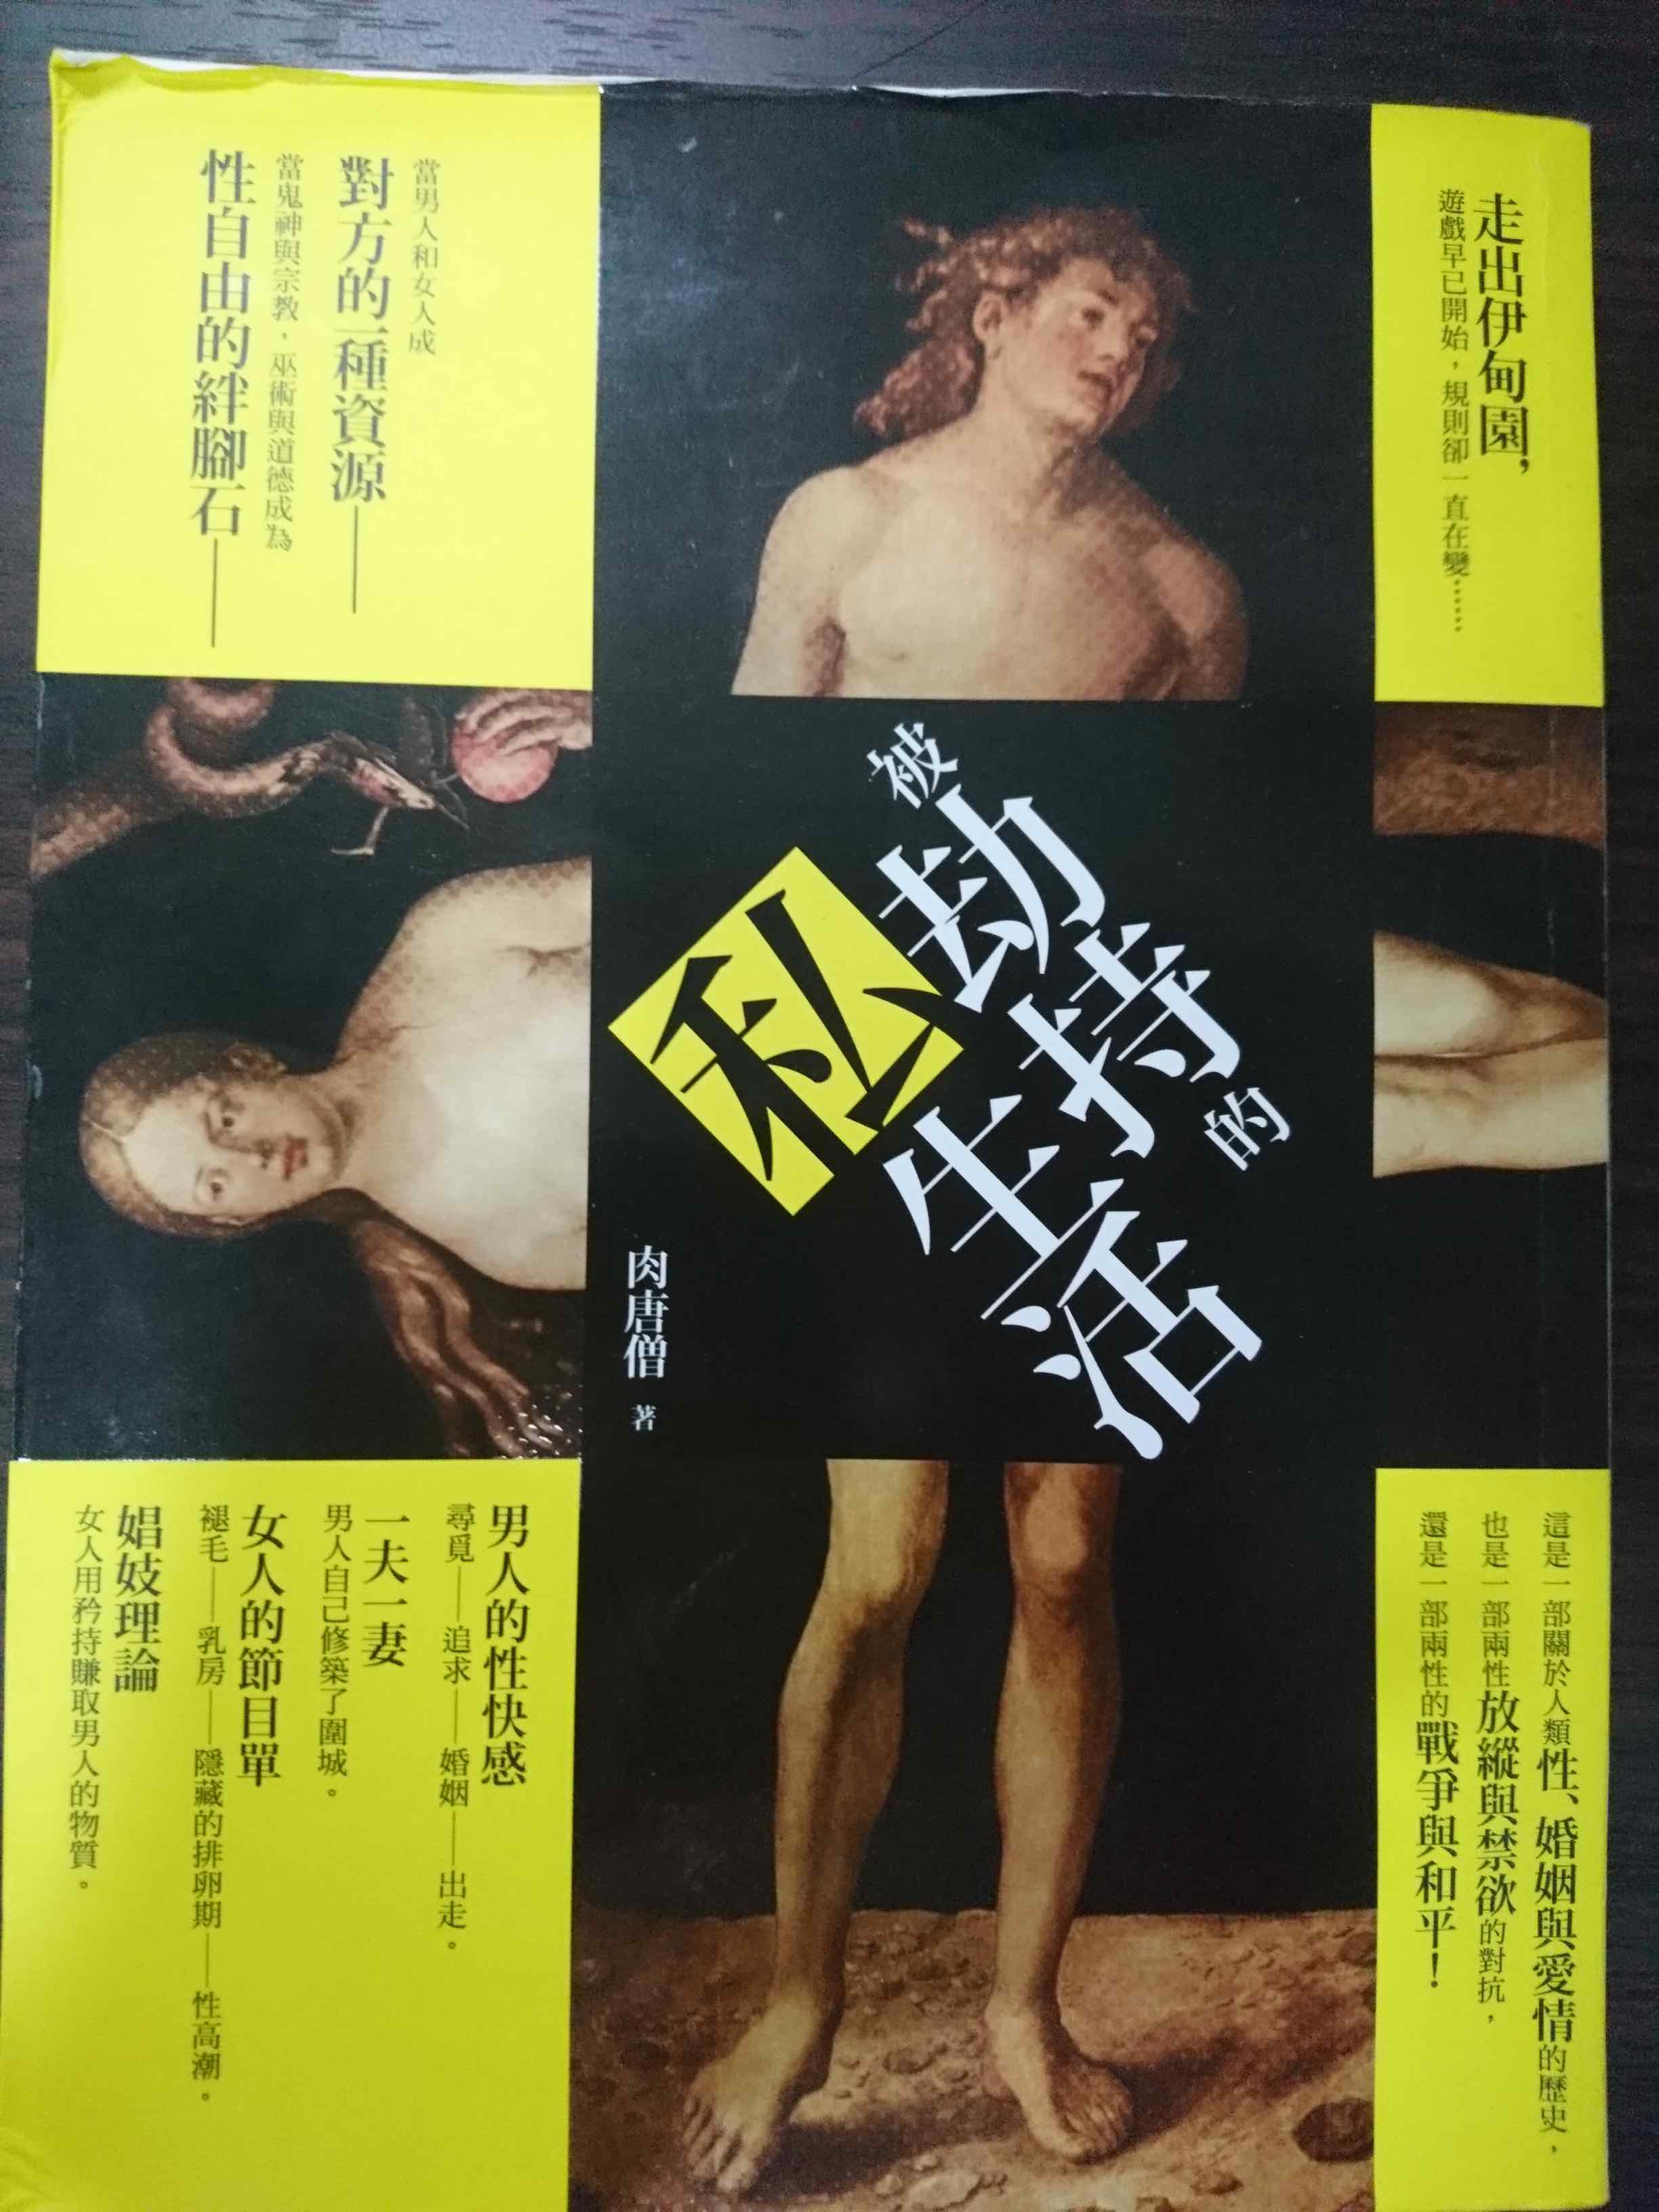 走出伊甸園，
遊戲早已開始，規則卻一直在變……
當男人和女人成
對方的一種資源——
當鬼神與宗教，巫術與道德成為
性自由的絆腳石——
被劫持的
私生活
肉唐僧 著
這是一部關於人類性、婚姻與愛情的歷史，
也是一部兩性放縱與禁欲的對抗，
還是一部兩性的戰爭與和平！
男人的性快感
尋覓——追求——婚姻——出走。
一夫一妻
男人自己修築了圍城。
女人的節目單
褪毛——乳房——隱藏的排卵期——性高潮。
娼妓理論
女人用矜持賺取男人的物質。